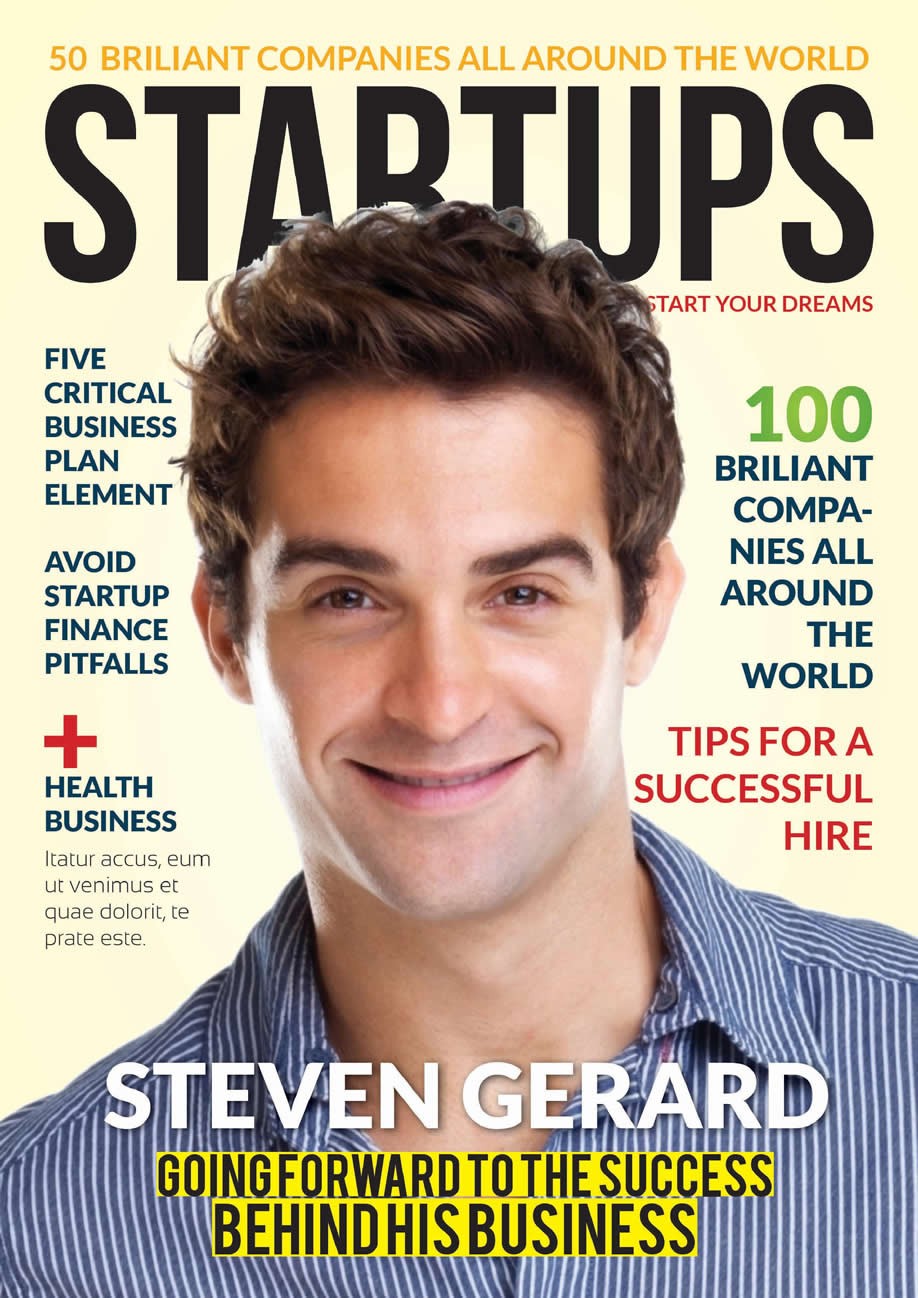 50 BRILIANT COMPANIES ALL AROUND THE WORLD
STARTUPS
START YOUR DREAMS
FIVE
CRITICAL
BUSINESS
PLAN
ELEMENT
AVOID
STARTUP
FINANCE
PITFALLS
+
HEALTH
BUSINESS
Itatur accus, eum
ut venimus et
quae dolorit, te
prate este.
100
BRILIANT
COMPA-
NIES ALL
AROUND
THE
WORLD
TIPS FOR A
SUCCESSFUL
HIRE
STEVEN GERARD
GOING FORWARD TO THE SUCCESS
BEHIND HIS BUSINESS